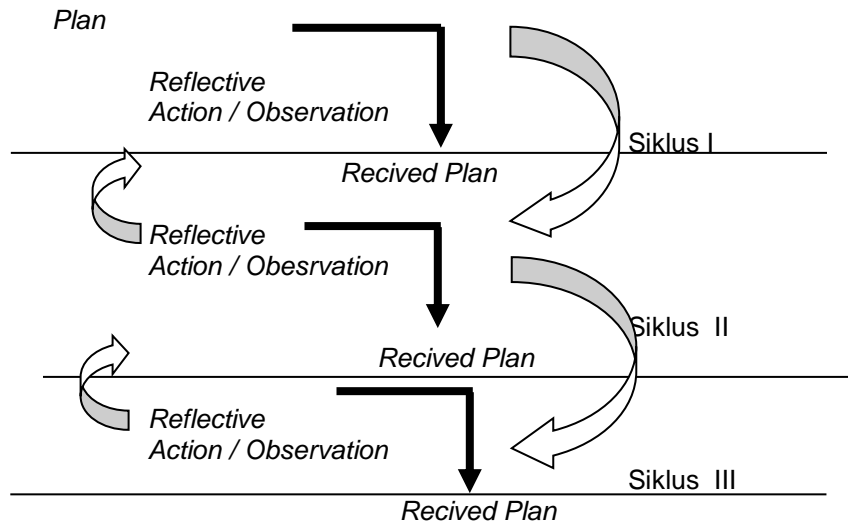 Plan
Reflective
Action / Observation
Siklus I
Recived Plan
Reflective
Action / Obesrvation
Siklus  II
Recived Plan
Reflective
Action / Observation
Siklus  III
Recived Plan